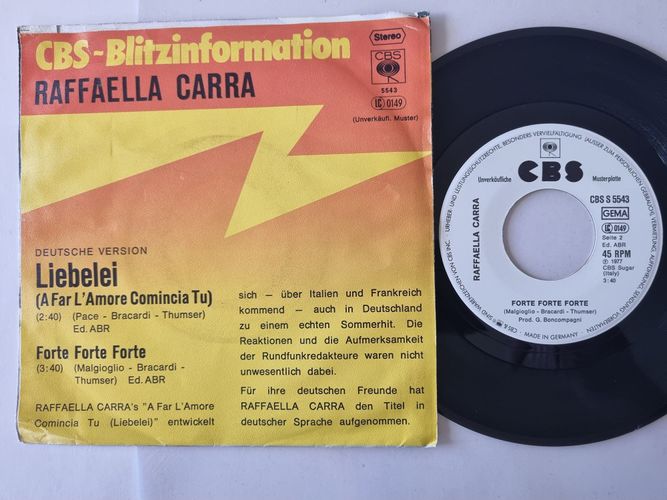 CBS-Blitzinformation
RAFFAELLA CARRA
Stereo
CBS
5543
LC 0149
(Unverkäufl. Muster)
DEUTSCHE VERSION
Liebelei
(A Far L'Amore Comincia Tu)
(2:40) (Pace - Bracardi - Thumser)
Ed. ABR
Forte Forte Forte
(3:40) (Malgioglio - Bracardi -
Thumser) Ed. ABR
RAFFAELLA CARRA's "A Far L'Amore
Comincia Tu (Liebelei)" entwickelt
sich – über Italien und Frankreich
kommend – auch in Deutschland
zu einem echten Sommerhit. Die
Reaktionen und die Aufmerksamkeit
der Rundfunkredakteure waren nicht
unwesentlich dabei.
Für ihre deutschen Freunde hat
RAFFAELLA CARRA den Titel in
deutscher Sprache aufgenommen.
CBS
Unverkäufliche
Musterplatte
CBS S 5543
GEMA
LC 0149
Seite 2
Ed. ABR
45 RPM
℗ 1977
CBS Sugar
(Italy)
3:40
RAFFAELLA CARRA
FORTE FORTE FORTE
(Malgioglio - Bracardi - Thumser)
Prod. G. Boncompagni
MADE IN GERMANY